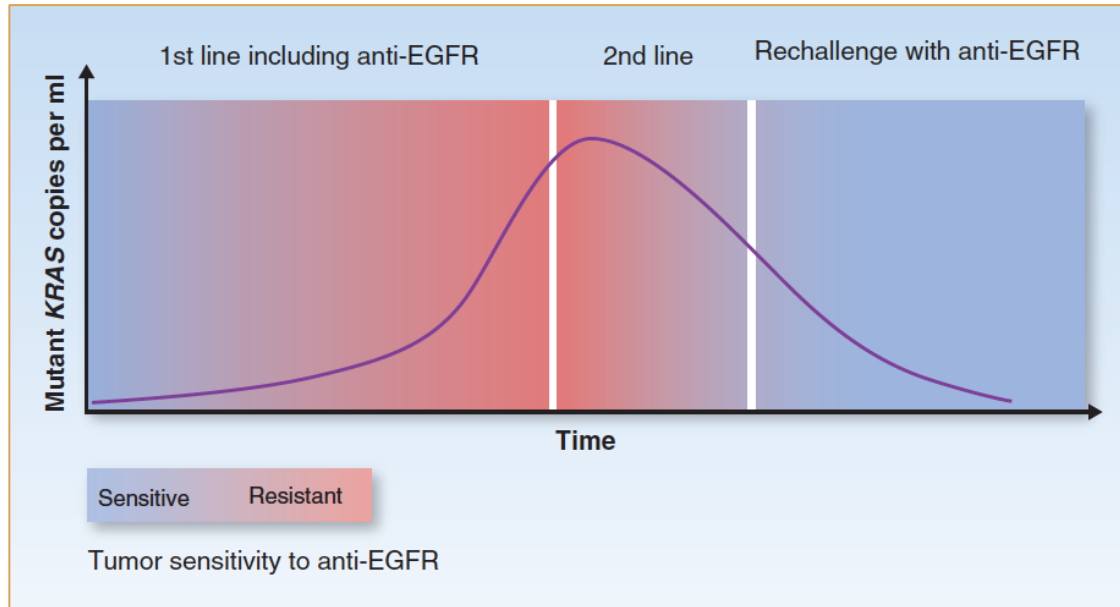 1st line including anti-EGFR
2nd line
Rechallenge with anti-EGFR
Mutant KRAS copies per ml
Time
Sensitive
Resistant
Tumor sensitivity to anti-EGFR